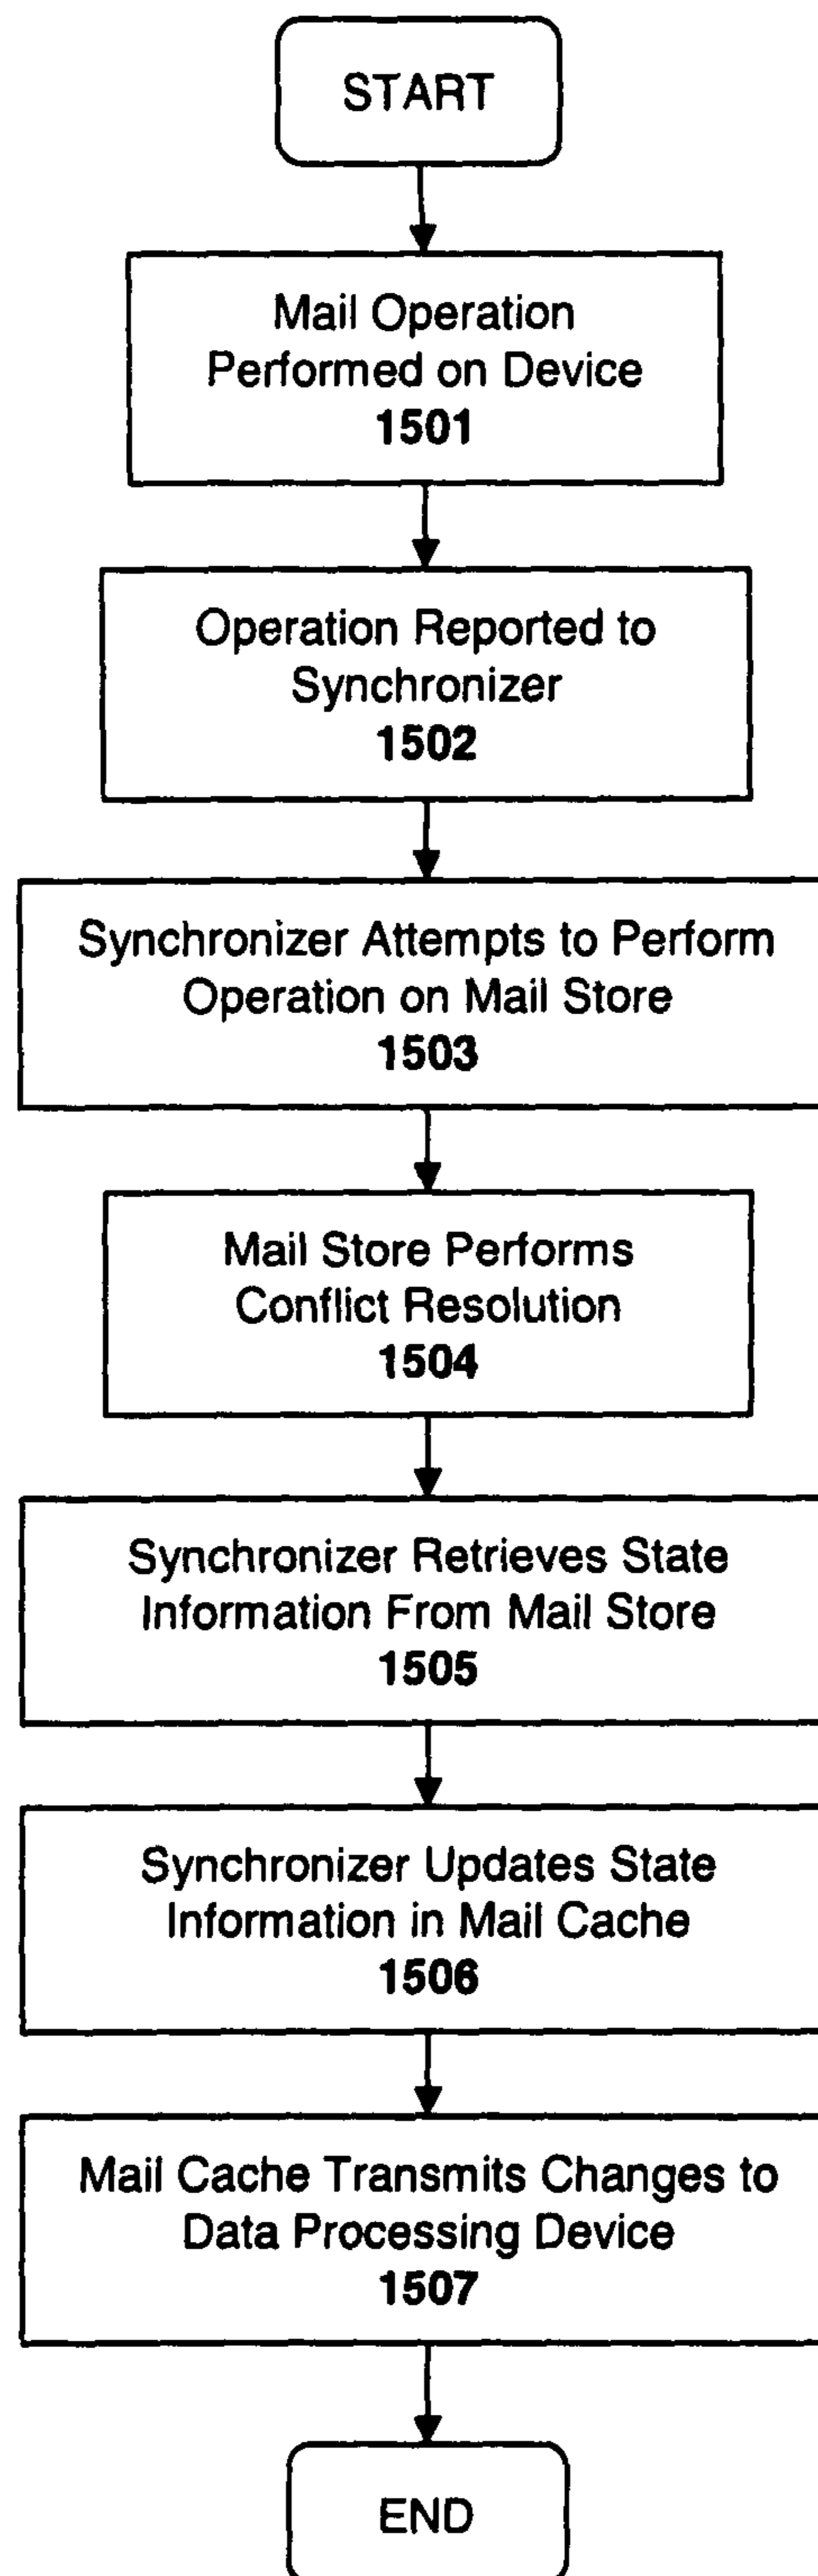 START
Mail Operation
Performed on Device
1501
Operation Reported to
Synchronizer
1502
Synchronizer Attempts to Perform
Operation on Mail Store
1503
Mail Store Performs
Conflict Resolution
1504
Synchronizer Retrieves State
Information From Mail Store
1505
Synchronizer Updates State
Information in Mail Cache
1506
Mail Cache Transmits Changes to
Data Processing Device
1507
END